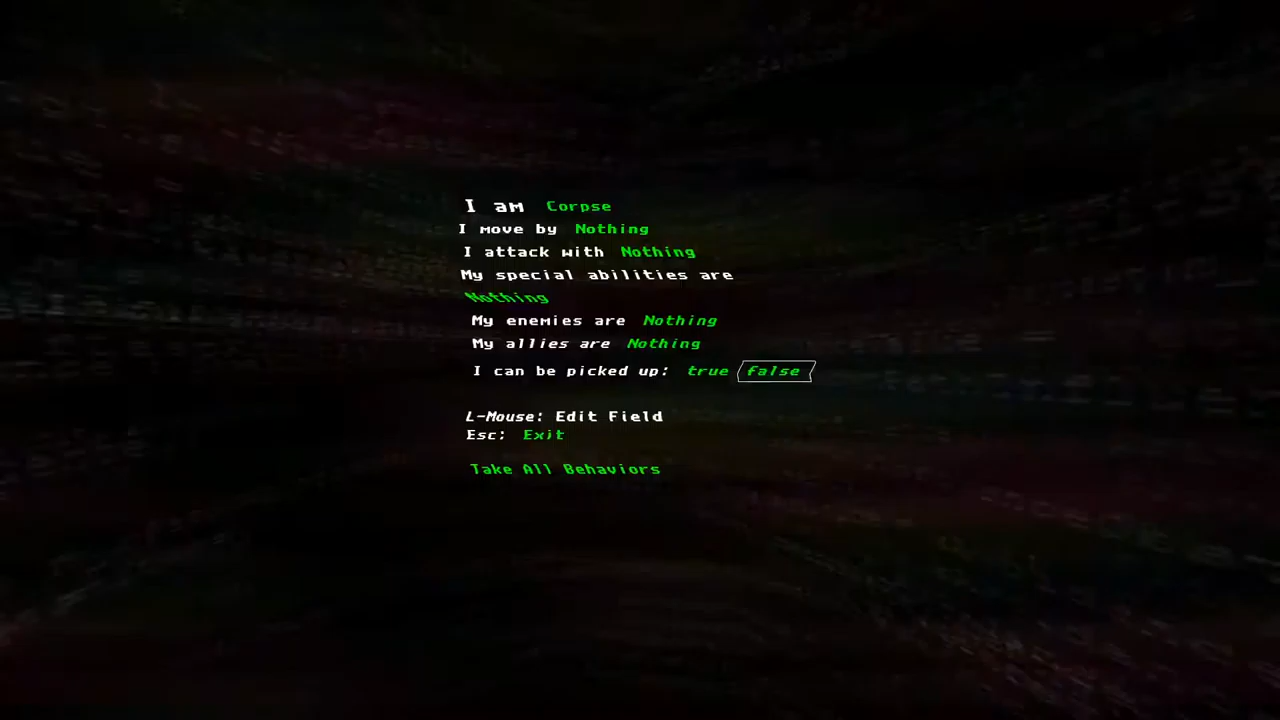 I am Corpse
I move by Nothing
I attack with Nothing
My special abilities are
Nothing
My enemies are Nothing
My allies are Nothing
I can be picked up: true false
L-Mouse: Edit Field
Esc: Exit
Take All Behaviors